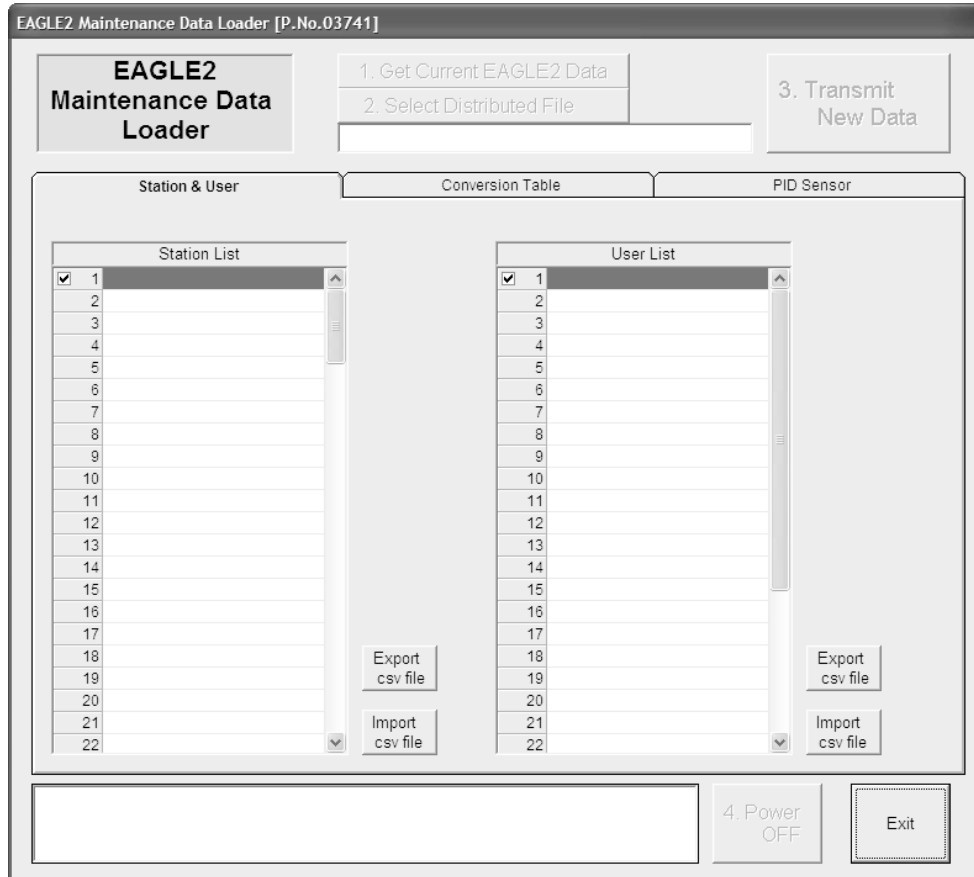 EAGLE2 Maintenance Data Loader [P.No.03741]
EAGLE2
Maintenance Data
Loader
1. Get Current EAGLE2 Data
2. Select Distributed File
3. Transmit
New Data
Station & User
Conversion Table
PID Sensor
Station List
1
2
3
4
5
6
7
8
9
10
11
12
13
14
15
16
17
18
19
20
21
22
Export
csv file
Import
csv file
User List
1
2
3
4
5
6
7
8
9
10
11
12
13
14
15
16
17
18
19
20
21
22
Export
csv file
Import
csv file
4. Power
OFF
Exit